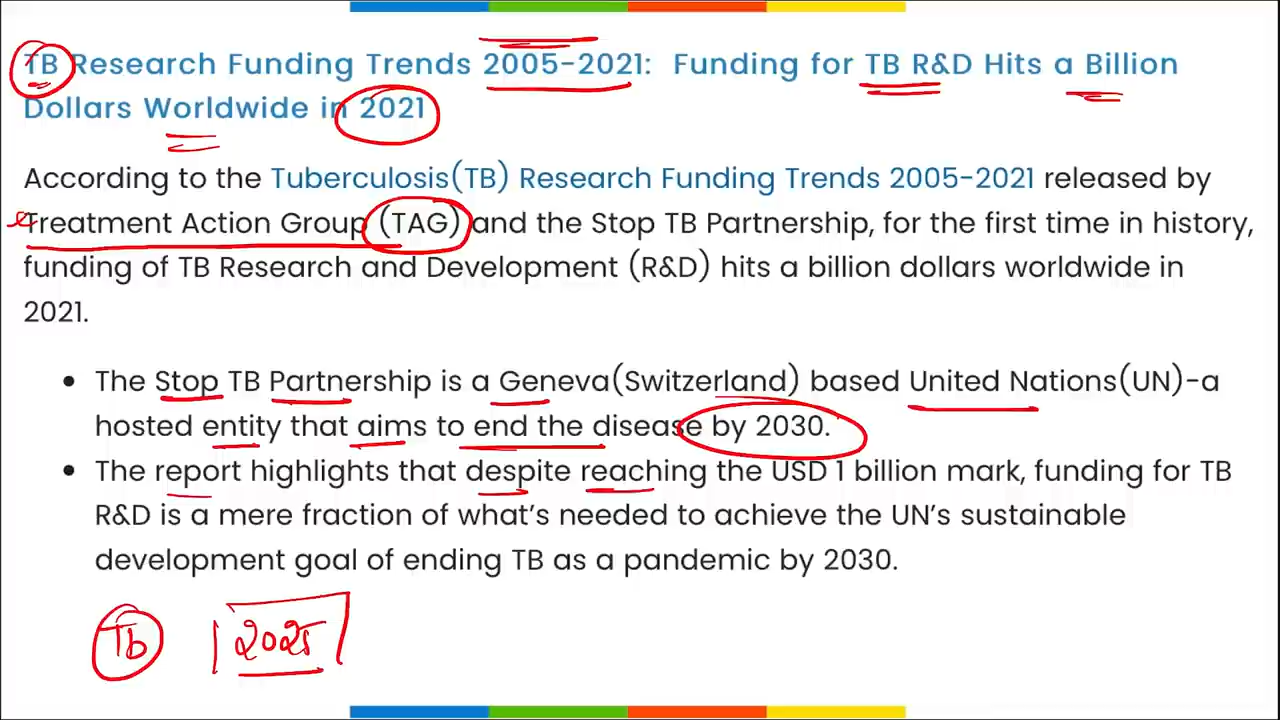 TB Research Funding Trends 2005-2021: Funding for TB R&D Hits a Billion
Dollars Worldwide in 2021
According to the Tuberculosis(TB) Research Funding Trends 2005-2021 released by
Treatment Action Group (TAG) and the Stop TB Partnership, for the first time in history,
funding of TB Research and Development (R&D) hits a billion dollars worldwide in
2021.
• The Stop TB Partnership is a Geneva(Switzerland) based United Nations(UN)-a
hosted entity that aims to end the disease by 2030.
• The report highlights that despite reaching the USD 1 billion mark, funding for TB
R&D is a mere fraction of what's needed to achieve the UN's sustainable
development goal of ending TB as a pandemic by 2030.
Tb 2025